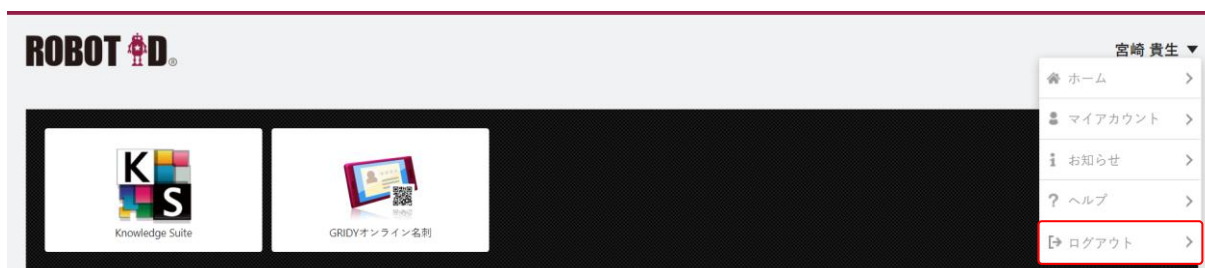 ROBOT ID®
宮崎 貴生 ▼
ホーム
マイアカウント
お知らせ
ヘルプ
ログアウト
K
S
Knowledge Suite
GRIDYオンライン名刺